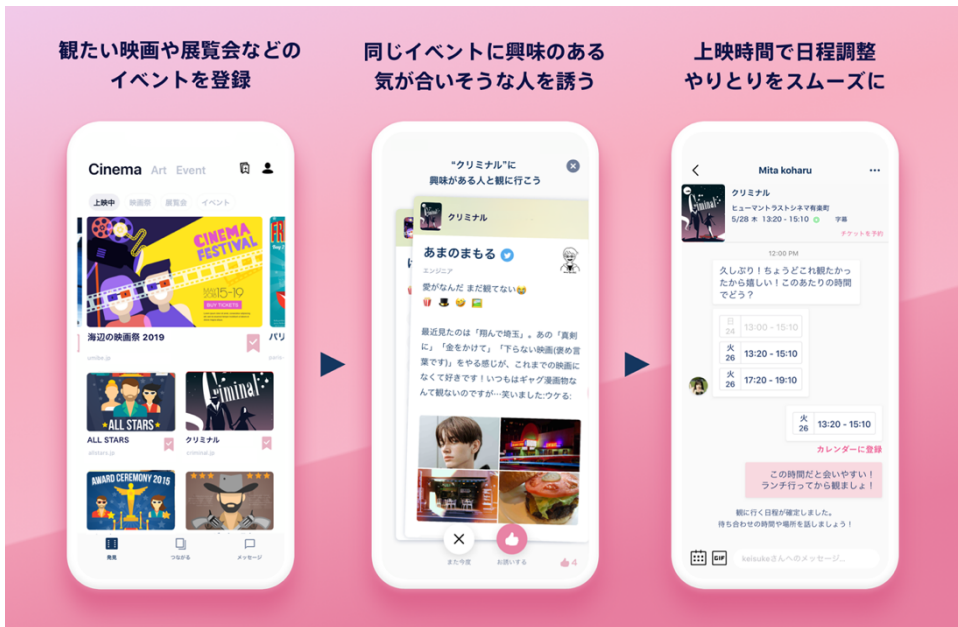 観たい映画や展覧会などの
イベントを登録
Cinema Art Event
上映中 映画祭 展覧会 イベント
CINEMA
FESTIVAL
MAY
2018
15-19
BUY TICKETS
海辺の映画祭 2019
パリ
umibe.jp
ALL STARS
Criminal
ALL STARS
クリミナル
allstars.jp
criminal.jp
AWARD CEREMONY 2015
発見
つながる
メッセージ
同じイベントに興味のある
気が合いそうな人を誘う
“クリミナル”に
興味がある人と観に行こう
クリミナル
あまのまもる
エンジニア
愛がなんだ まだ観てない😂
🍿 🎩 😜 🖼️
最近見たのは「翔んで埼玉」。あの「真剣
に」「金をかけて」「下らない映画(褒め言
葉です)」をやる感じが、これまでの映画に
なくて好きです！いつもはギャグ漫画物な
んて観ないのですが…笑いました:ウケる:
また今度
お誘いする
4
上映時間で日程調整
やりとりをスムーズに
Mita koharu
Criminal
クリミナル
ヒューマントラストシネマ有楽町
5/28 木 13:20 - 15:10 字幕
チケットを予約
12:00 PM
久しぶり！ちょうどこれ観たかっ
たから嬉しい！このあたりの時間
でどう？
日
24
13:00 - 15:10
火
26
13:20 - 15:10
火
26
17:20 - 19:10
火
26
13:20 - 15:10
カレンダーに登録
この時間だと会いやすい！
ランチ行ってから観ましょ！
観に行く日程が確定しました。
待ち合わせの時間や場所を話しましょう！
GIF
keisukeさんへのメッセージ...